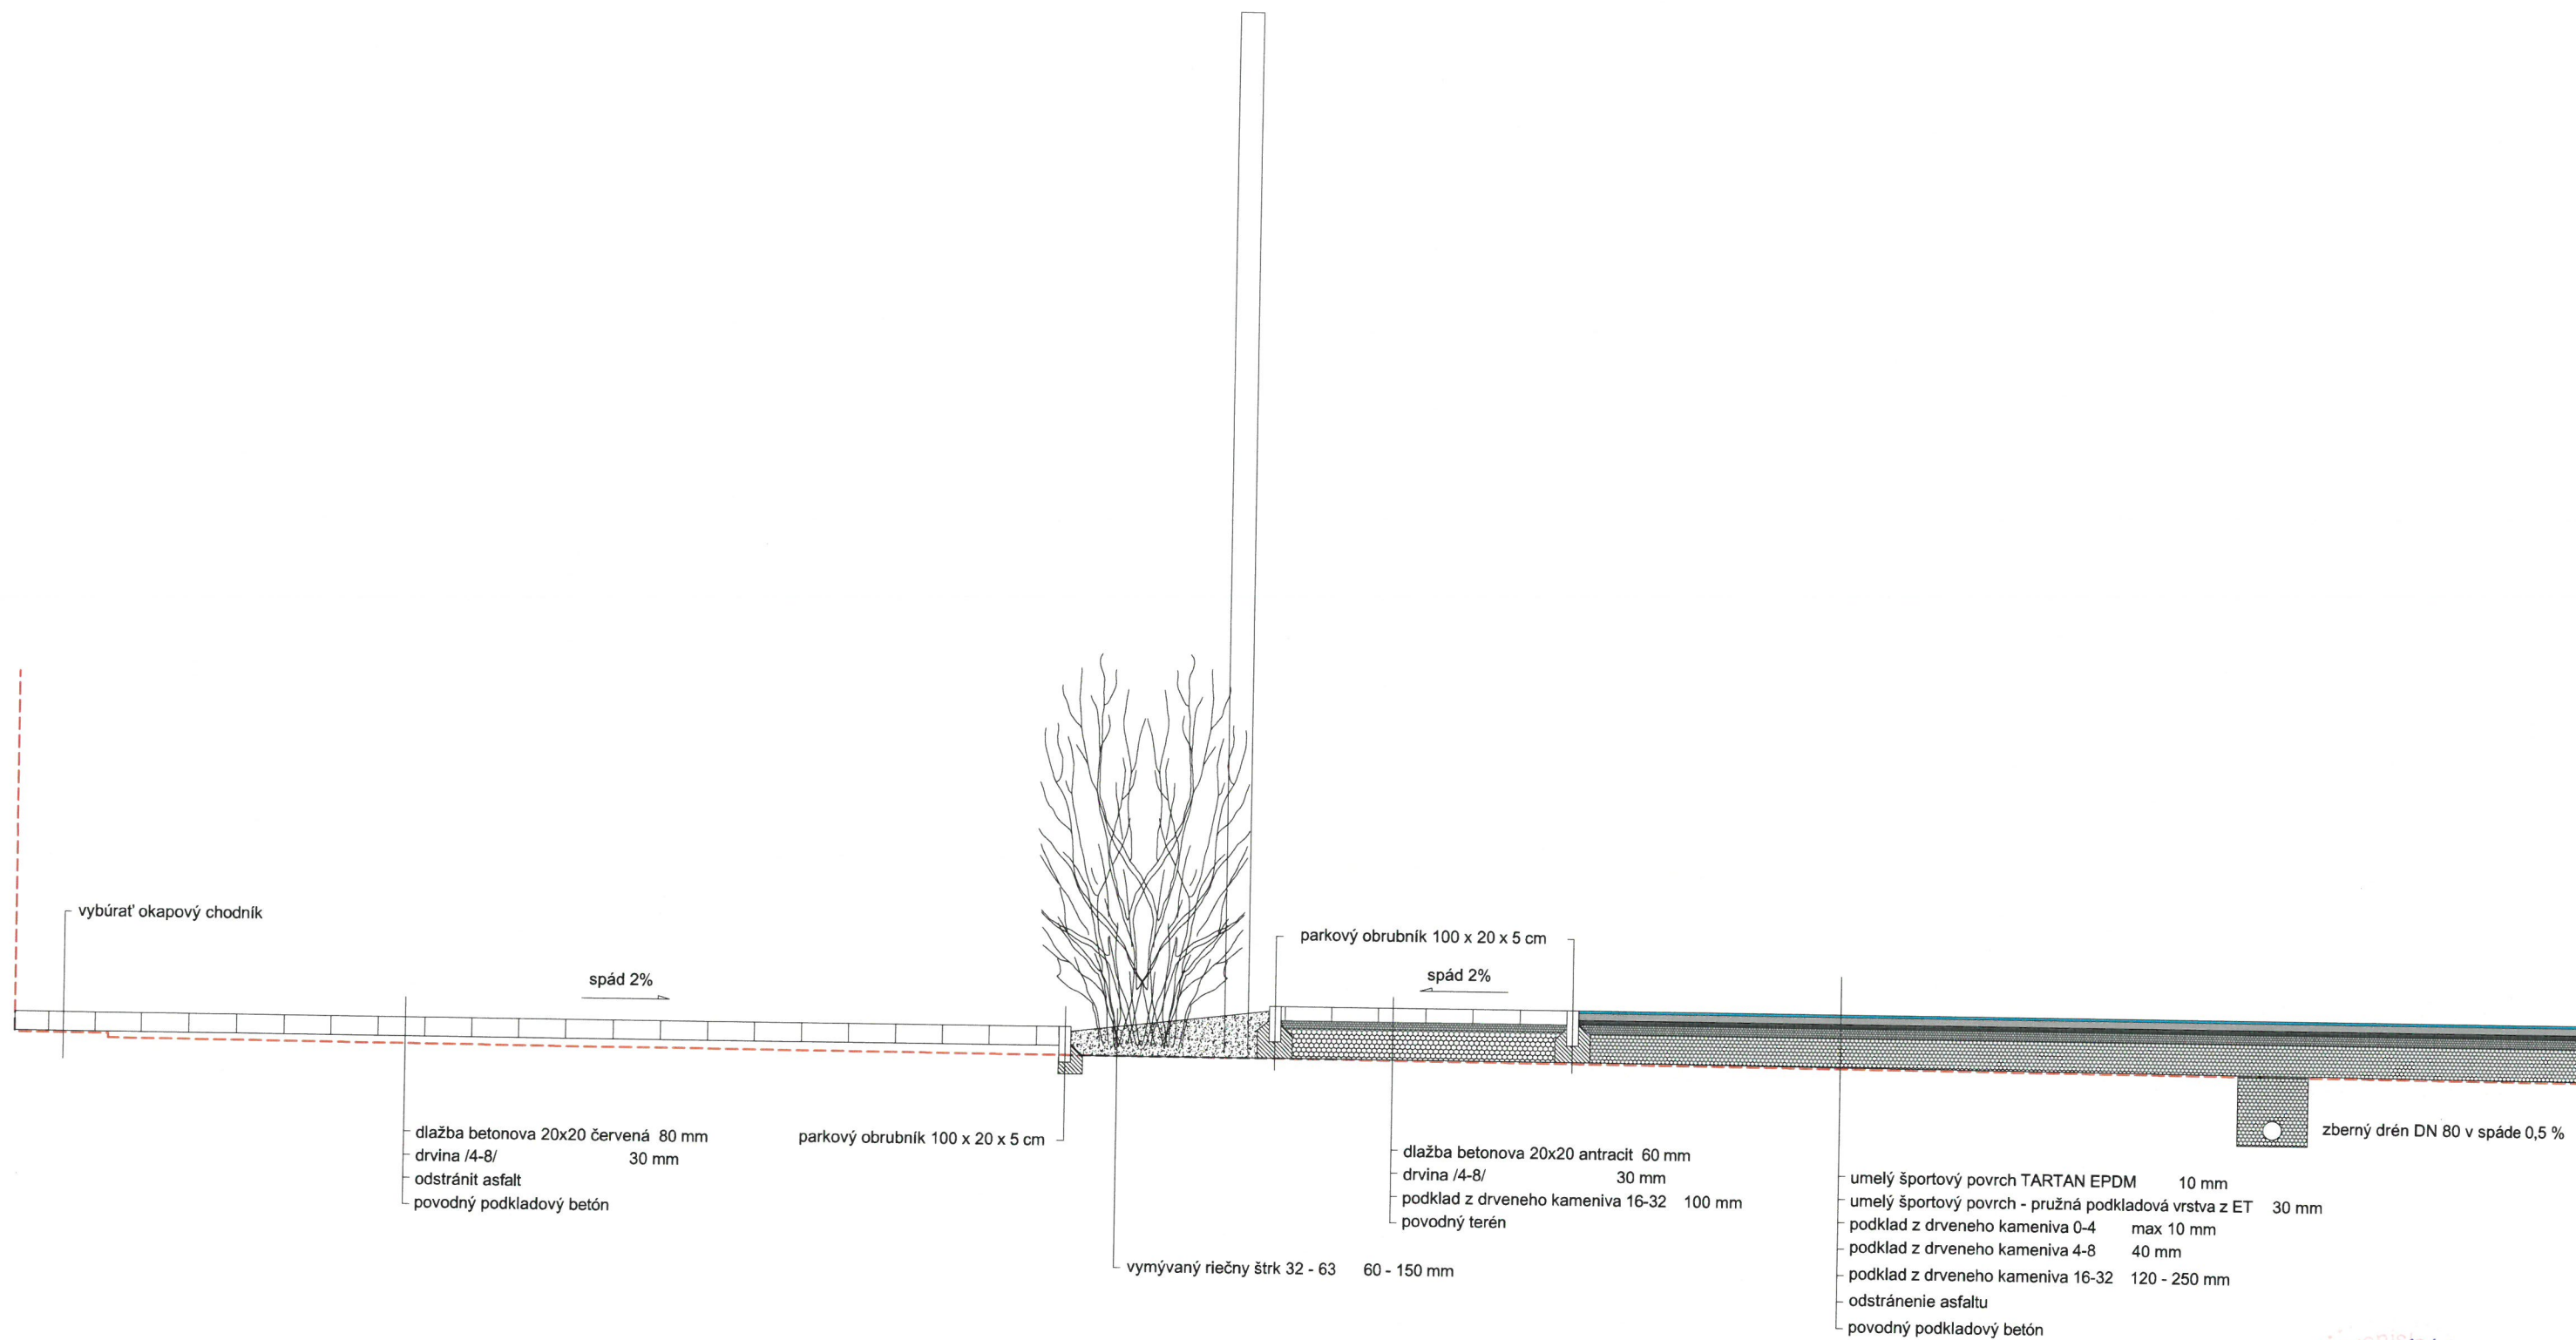 vybúrať okapový chodník
spád 2%
parkový obrubník 100 x 20 x 5 cm
spád 2%
dlažba betonova 20x20 červená 80 mm
drvina /4-8/ 30 mm
odstránit asfalt
povodný podkladový betón
parkový obrubník 100 x 20 x 5 cm
vymývaný riečny štrk 32 - 63 60 - 150 mm
dlažba betonova 20x20 antracit 60 mm
drvina /4-8/ 30 mm
podklad z drveneho kameniva 16-32 100 mm
povodný terén
zberný drén DN 80 v spáde 0,5 %
umelý športový povrch TARTAN EPDM 10 mm
umelý športový povrch - pružná podkladová vrstva z ET 30 mm
podklad z drveneho kameniva 0-4 max 10 mm
podklad z drveneho kameniva 4-8 40 mm
podklad z drveneho kameniva 16-32 120 - 250 mm
odstránenie asfaltu
povodný podkladový betón